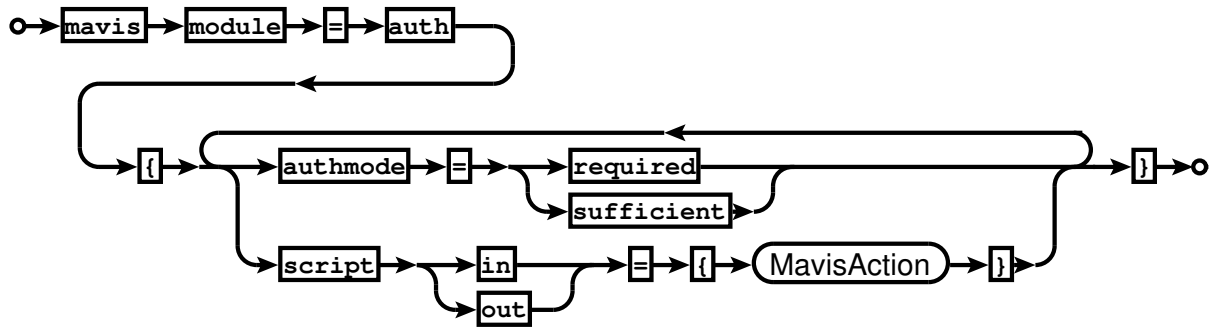 mavis module = auth
{ authmode = required }
sufficient
script in = { MavisAction }
out